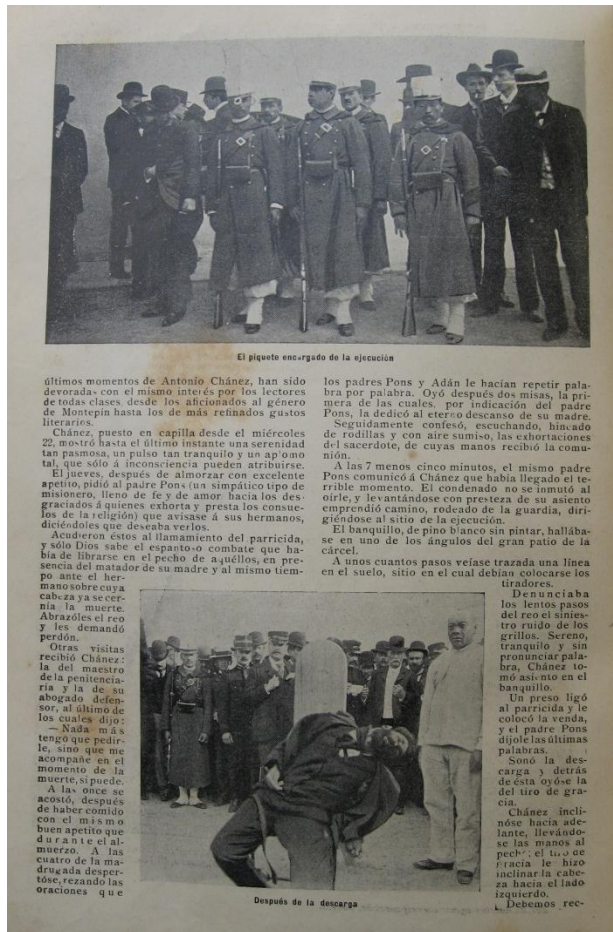 El piquete encargado de la ejecución
últimos momentos de Antonio Chánez, han sido
devoradas con el mismo interés por los lectores
de todas clases, desde los aficionados al género
de Montepín hasta los de más refinados gustos
literarios.
Chánez, puesto en capilla desde el miércoles
22, mostró hasta el último instante una serenidad
tan pasmosa, un pulso tan tranquilo y un aplomo
tal, que sólo á inconsciencia pueden atribuirse.
El jueves, después de almorzar con excelente
apetito, pidió al padre Pons (un simpático tipo de
misionero, lleno de fe y de amor hacia los des-
graciados á quienes exhorta y presta los consue-
los de la religión) que avisase á sus hermanos,
diciéndoles que deseaba verlos.
Acudieron éstos al llamamiento del parricida,
y sólo Dios sabe el espantoso combate que ha-
bía de librarse en el pecho de aquéllos, en pre-
sencia del matador de su madre y al mismo tiem-
po ante el her-
mano sobre cuya
cabeza ya se cer-
nía la muerte.
Abrazóles el reo
y les demandó
perdón.
Otras visitas
recibió Chánez:
la del maestro
de la penitencia-
ría y la de su
abogado defen-
sor, al último de
los cuales dijo:
—Nada más
tengo que pedir-
le, sino que me
acompañe en el
momento de la
muerte, si puede.
A las once se
acostó, después
de haber comido
con el mismo
buen apetito que
durante el al-
muerzo. A las
cuatro de la ma-
drugada desper-
tóse, rezando las
oraciones que
los padres Pons y Adán le hacían repetir pala-
bra por palabra. Oyó después dos misas, la pri-
mera de las cuales, por indicación del padre
Pons, la dedicó al eterno descanso de su madre.
Seguidamente confesó, escuchando, hincado
de rodillas y con aire sumiso, las exhortaciones
del sacerdote, de cuyas manos recibió la comu-
nión.
A las 7 menos cinco minutos, el mismo padre
Pons comunicó á Chánez que había llegado el te-
rrible momento. El condenado no se inmutó al
oirle, y levantándose con presteza de su asiento
emprendió camino, rodeado de la guardia, diri-
giéndose al sitio de la ejecución.
El banquillo, de pino blanco sin pintar, hallába-
se en uno de los ángulos del gran patio de la
cárcel.
A unos cuantos pasos veíase trazada una línea
en el suelo, sitio en el cual debían colocarse los
tiradores.
Denunciaba
los lentos pasos
del reo el sinies-
tro ruido de los
grillos. Sereno,
tranquilo y sin
pronunciar pala-
bra, Chánez to-
mó asiento en el
banquillo.
Un preso ligó
al parricida y le
colocó la venda,
y el padre Pons
díjole las últimas
palabras.
Sonó la des-
carga y detrás
de ésta oyóse la
del tiro de gra-
cia.
Chánez incli-
nóse hacia ade-
lante, llevándo-
se las manos al
pecho; el tiro de
gracia le hizo
inclinar la cabe-
za hacia el lado
izquierdo.
Debemos rec-
Después de la descarga